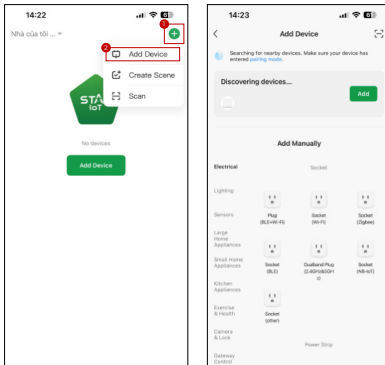 14:22
Nhà của tôi ...
1
2
Add Device
Create Scene
Scan
STAR
IoT
No devices
Add Device
14:23
Add Device
Searching for nearby devices. Make sure your device has
entered pairing mode.
Discovering devices...
Add
Add Manually
Electrical
Socket
Lighting
Plug
(BLE+Wi-Fi)
Socket
(Wi-Fi)
Socket
(Zigbee)
Sensors
Large
Home
Appliances
Small Home
Appliances
Socket
(BLE)
Dualband Plug
(2.4GHz&5GH
z)
Socket
(NB-IoT)
Kitchen
Appliances
Exercise
& Health
Socket
(other)
Camera
& Lock
Power Strip
Gateway
Control